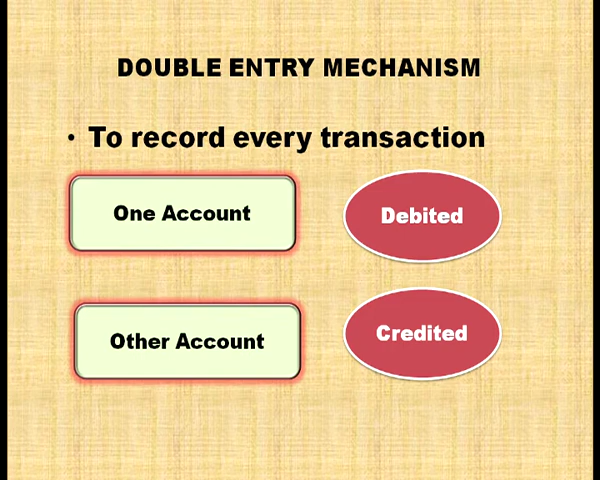 DOUBLE ENTRY MECHANISM
• To record every transaction
One Account
Debited
Other Account
Credited